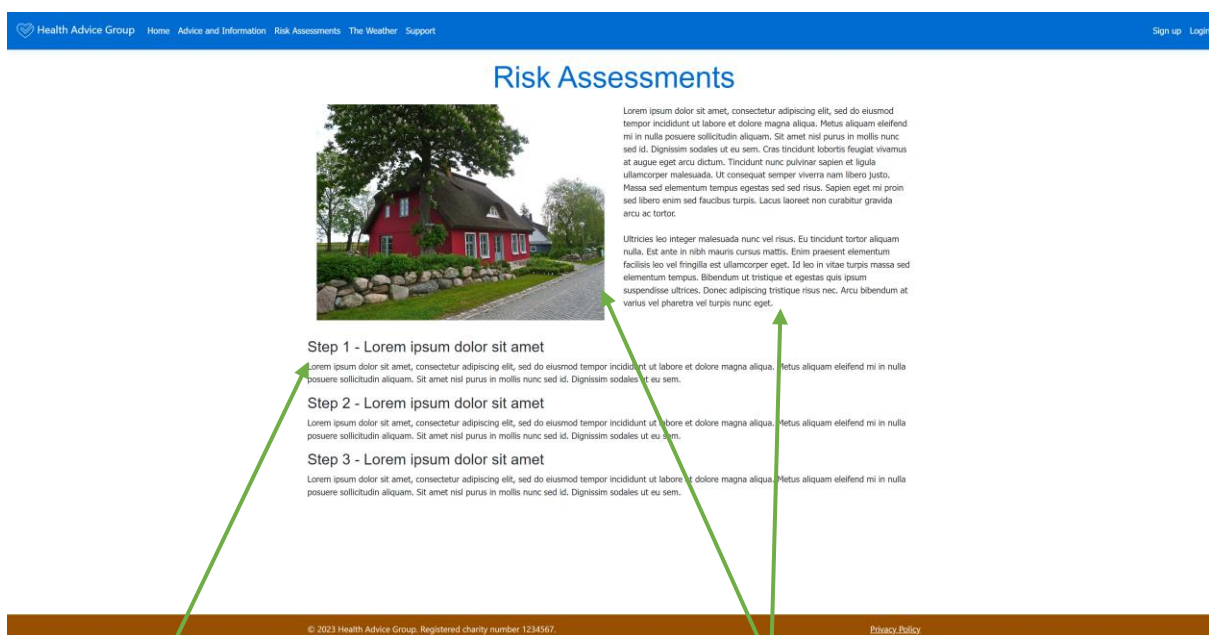 Health Advice Group Home Advice and Information Risk Assessments The Weather Support Sign up Login
Risk Assessments
Lorem ipsum dolor sit amet, consectetur adipiscing elit, sed do eiusmod
tempor incididunt ut labore et dolore magna aliqua. Metus aliquam eleifend
mi in nulla posuere sollicitudin aliquam. Sit amet nisl purus in mollis nunc
sed id. Dignissim sodales ut eu sem. Cras tincidunt lobortis feugiat vivamus
at augue eget arcu dictum. Tincidunt nunc pulvinar sapien et ligula
ullamcorper malesuada. Ut consequat semper viverra nam libero justo.
Massa sed elementum tempus egestas sed sed risus. Sapien eget mi proin
sed libero enim sed faucibus turpis. Lacus laoreet non curabitur gravida
arcu ac tortor.
Ultricies leo integer malesuada nunc vel risus. Eu tincidunt tortor aliquam
nulla. Est ante in nibh mauris cursus mattis. Enim praesent elementum
facilisis leo vel fringilla est ullamcorper eget. Id leo in vitae turpis massa sed
elementum tempus. Bibendum ut tristique et egestas quis ipsum
suspendisse ultrices. Donec adipiscing tristique risus nec. Arcu bibendum at
varius vel pharetra vel turpis nunc eget.
Step 1 - Lorem ipsum dolor sit amet
Lorem ipsum dolor sit amet, consectetur adipiscing elit, sed do eiusmod tempor incididunt ut labore et dolore magna aliqua. Metus aliquam eleifend mi in nulla
posuere sollicitudin aliquam. Sit amet nisl purus in mollis nunc sed id. Dignissim sodales ut eu sem.
Step 2 - Lorem ipsum dolor sit amet
Lorem ipsum dolor sit amet, consectetur adipiscing elit, sed do eiusmod tempor incididunt ut labore et dolore magna aliqua. Metus aliquam eleifend mi in nulla
posuere sollicitudin aliquam. Sit amet nisl purus in mollis nunc sed id. Dignissim sodales ut eu sem.
Step 3 - Lorem ipsum dolor sit amet
Lorem ipsum dolor sit amet, consectetur adipiscing elit, sed do eiusmod tempor incididunt ut labore et dolore magna aliqua. Metus aliquam eleifend mi in nulla
posuere sollicitudin aliquam. Sit amet nisl purus in mollis nunc sed id. Dignissim sodales ut eu sem.
© 2023 Health Advice Group. Registered charity number 1234567. Privacy Policy